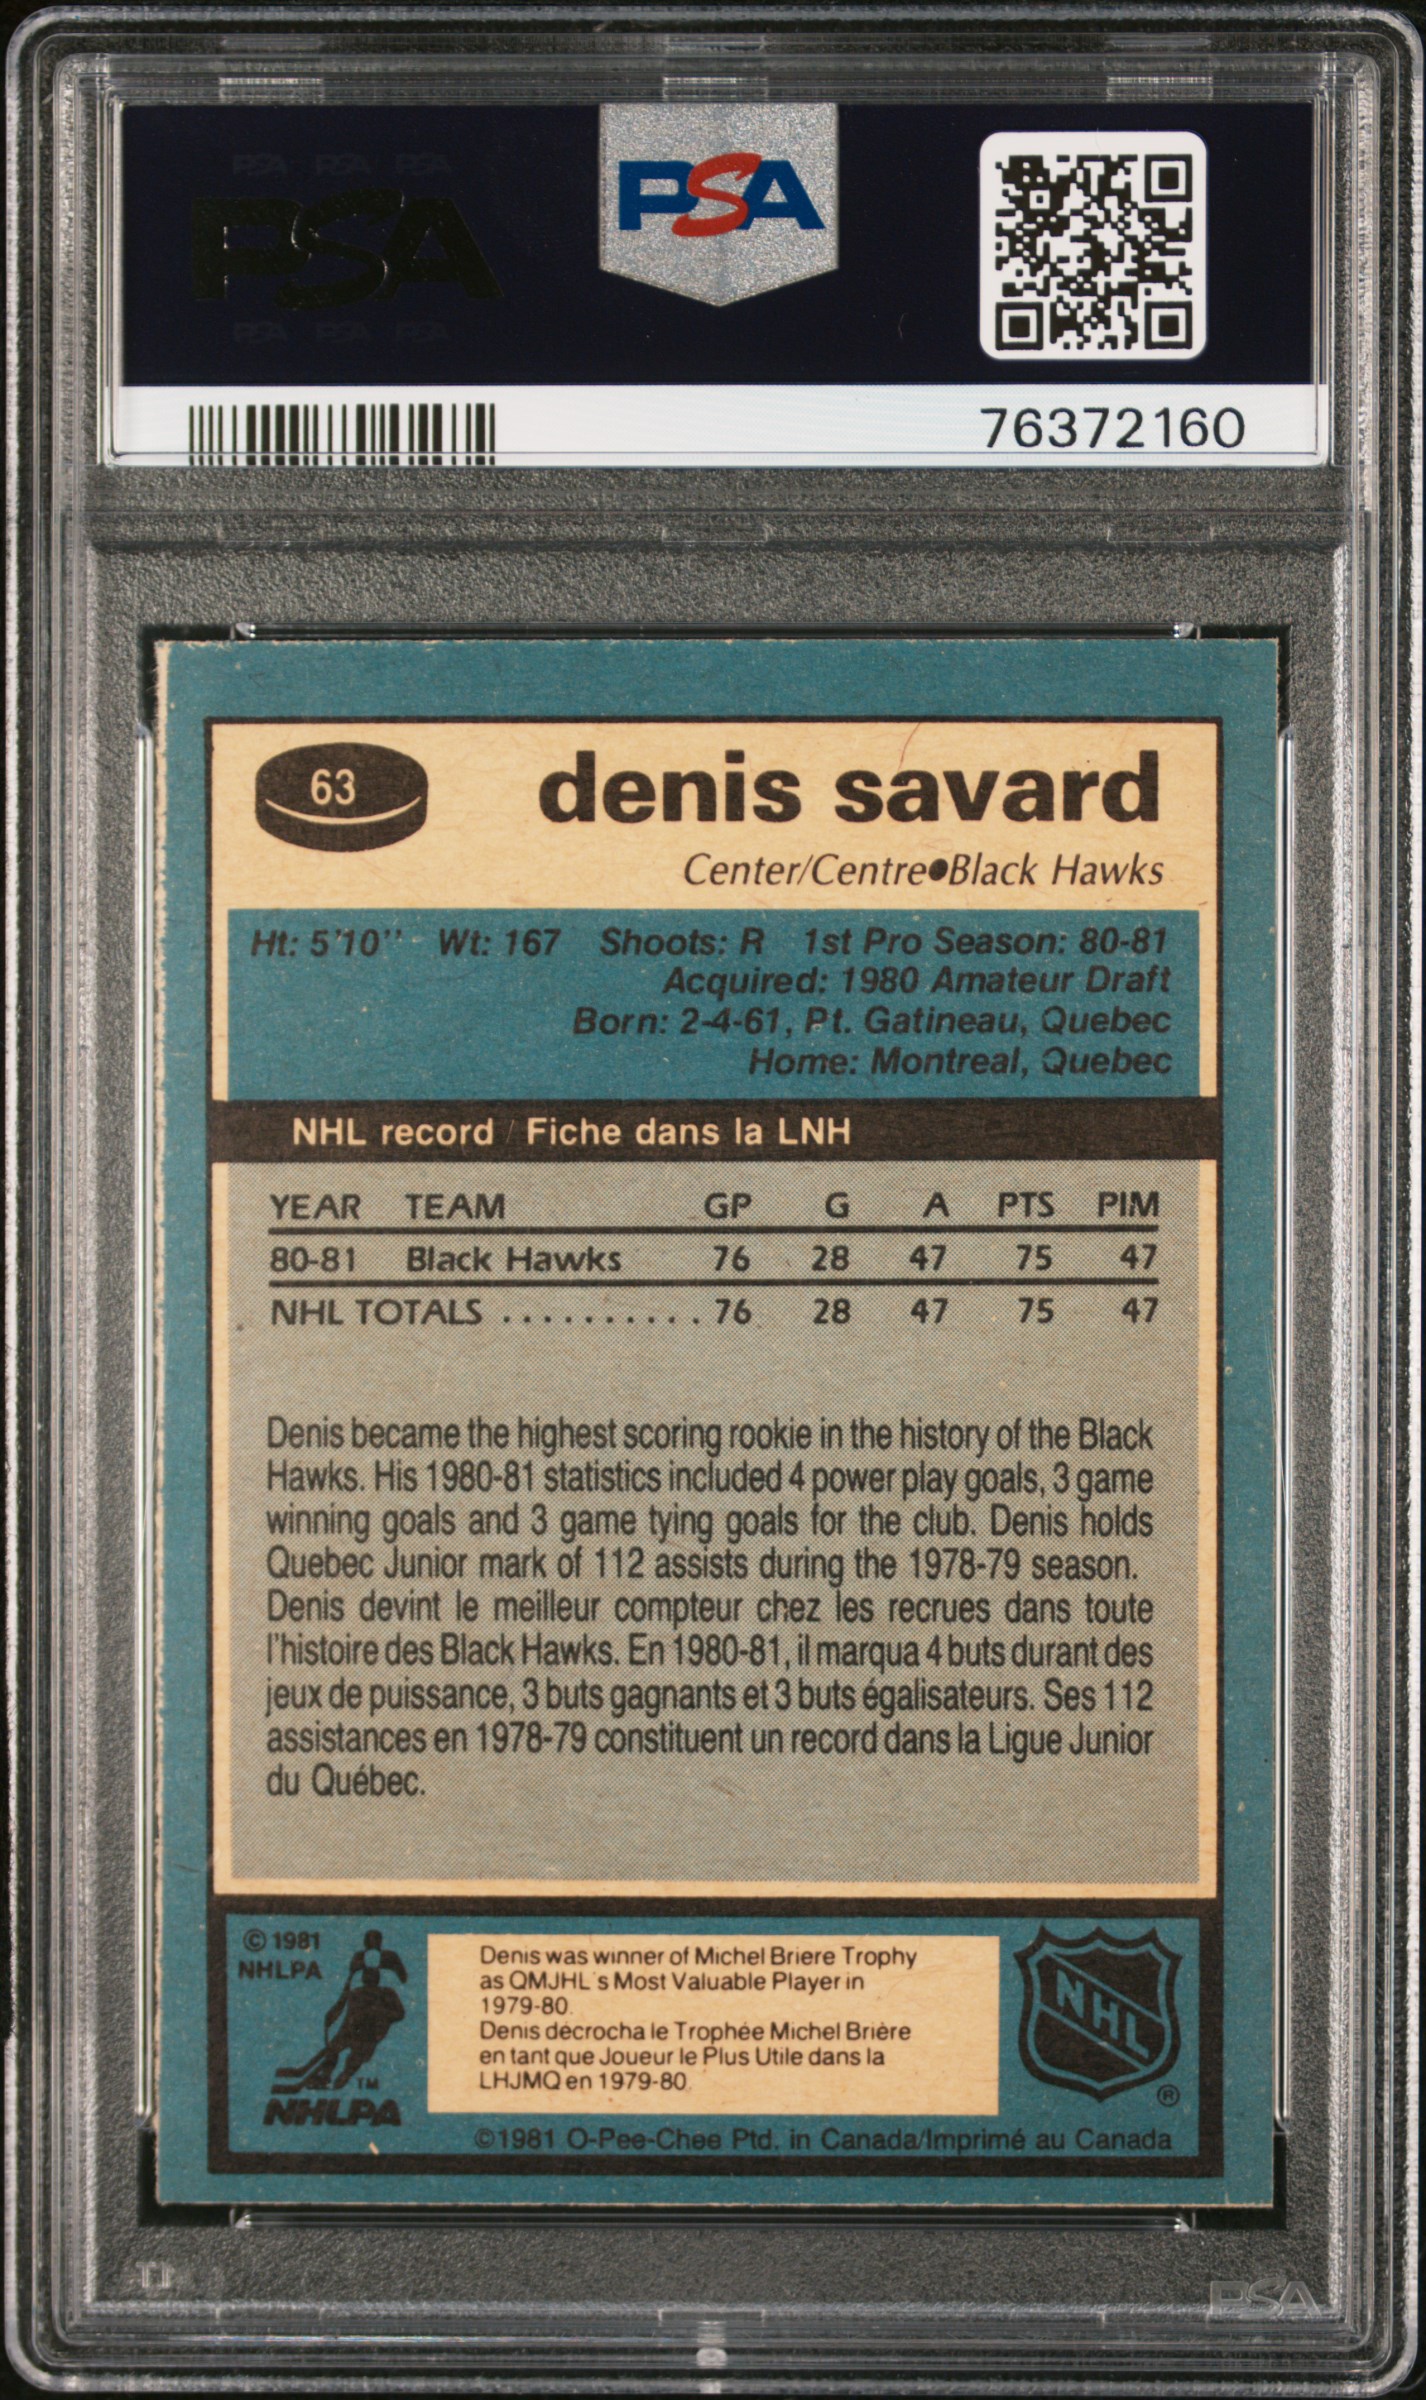 PSA PSA PSA
PSA
PSA
PSA PSA PSA
76372160
63
denis savard
Center/Centre●Black Hawks
Ht: 5'10" Wt: 167 Shoots: R 1st Pro Season: 80-81
Acquired: 1980 Amateur Draft
Born: 2-4-61, Pt. Gatineau, Quebec
Home: Montreal, Quebec
NHL record / Fiche dans la LNH
YEAR TEAM GP G A PTS PIM
80-81 Black Hawks 76 28 47 75 47
NHL TOTALS .......... 76 28 47 75 47
Denis became the highest scoring rookie in the history of the Black
Hawks. His 1980-81 statistics included 4 power play goals, 3 game
winning goals and 3 game tying goals for the club. Denis holds
Quebec Junior mark of 112 assists during the 1978-79 season.
Denis devint le meilleur compteur chez les recrues dans toute
l'histoire des Black Hawks. En 1980-81, il marqua 4 buts durant des
jeux de puissance, 3 buts gagnants et 3 buts égalisateurs. Ses 112
assistances en 1978-79 constituent un record dans la Ligue Junior
du Québec.
© 1981
NHLPA
TM
NHLPA
Denis was winner of Michel Briere Trophy
as QMJHL's Most Valuable Player in
1979-80.
Denis décrocha le Trophée Michel Brière
en tant que Joueur le Plus Utile dans la
LHJMQ en 1979-80.
NHL
®
©1981 O-Pee-Chee Ptd. in Canada/Imprimé au Canada
PSA